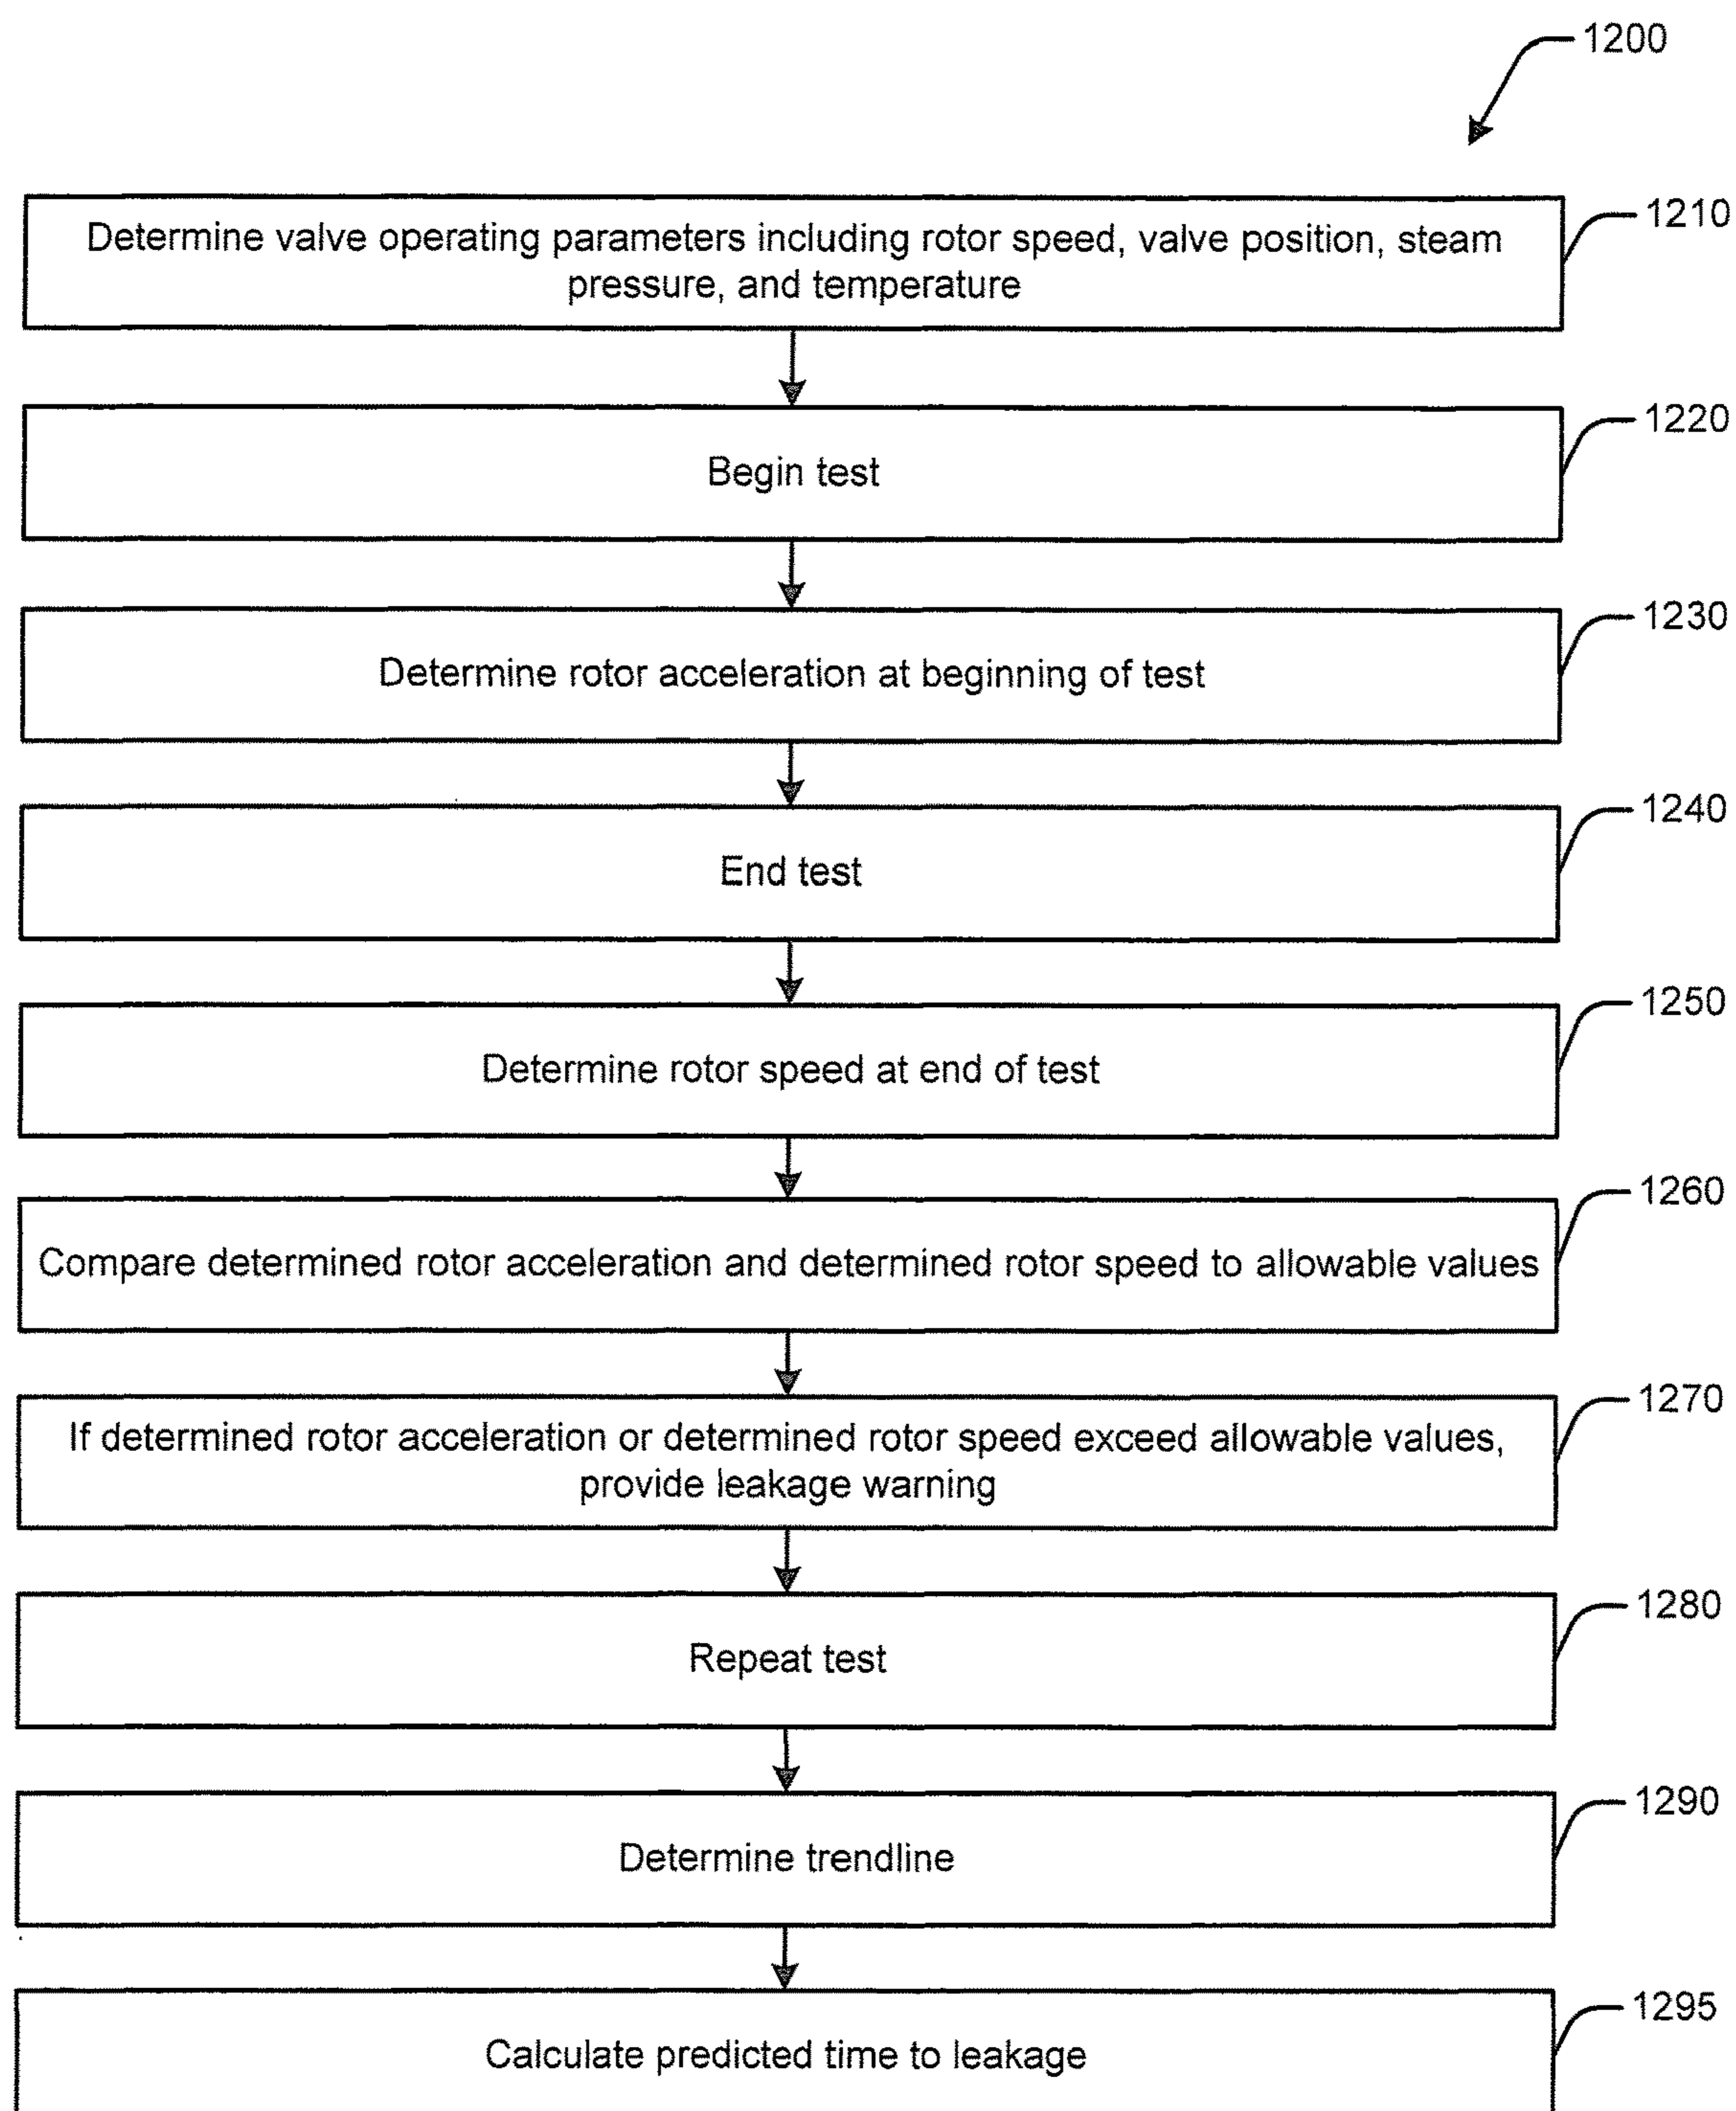 1200
Determine valve operating parameters including rotor speed, valve position, steam
pressure, and temperature
1210
Begin test
1220
Determine rotor acceleration at beginning of test
1230
End test
1240
Determine rotor speed at end of test
1250
Compare determined rotor acceleration and determined rotor speed to allowable values
1260
If determined rotor acceleration or determined rotor speed exceed allowable values,
provide leakage warning
1270
Repeat test
1280
Determine trendline
1290
Calculate predicted time to leakage
1295